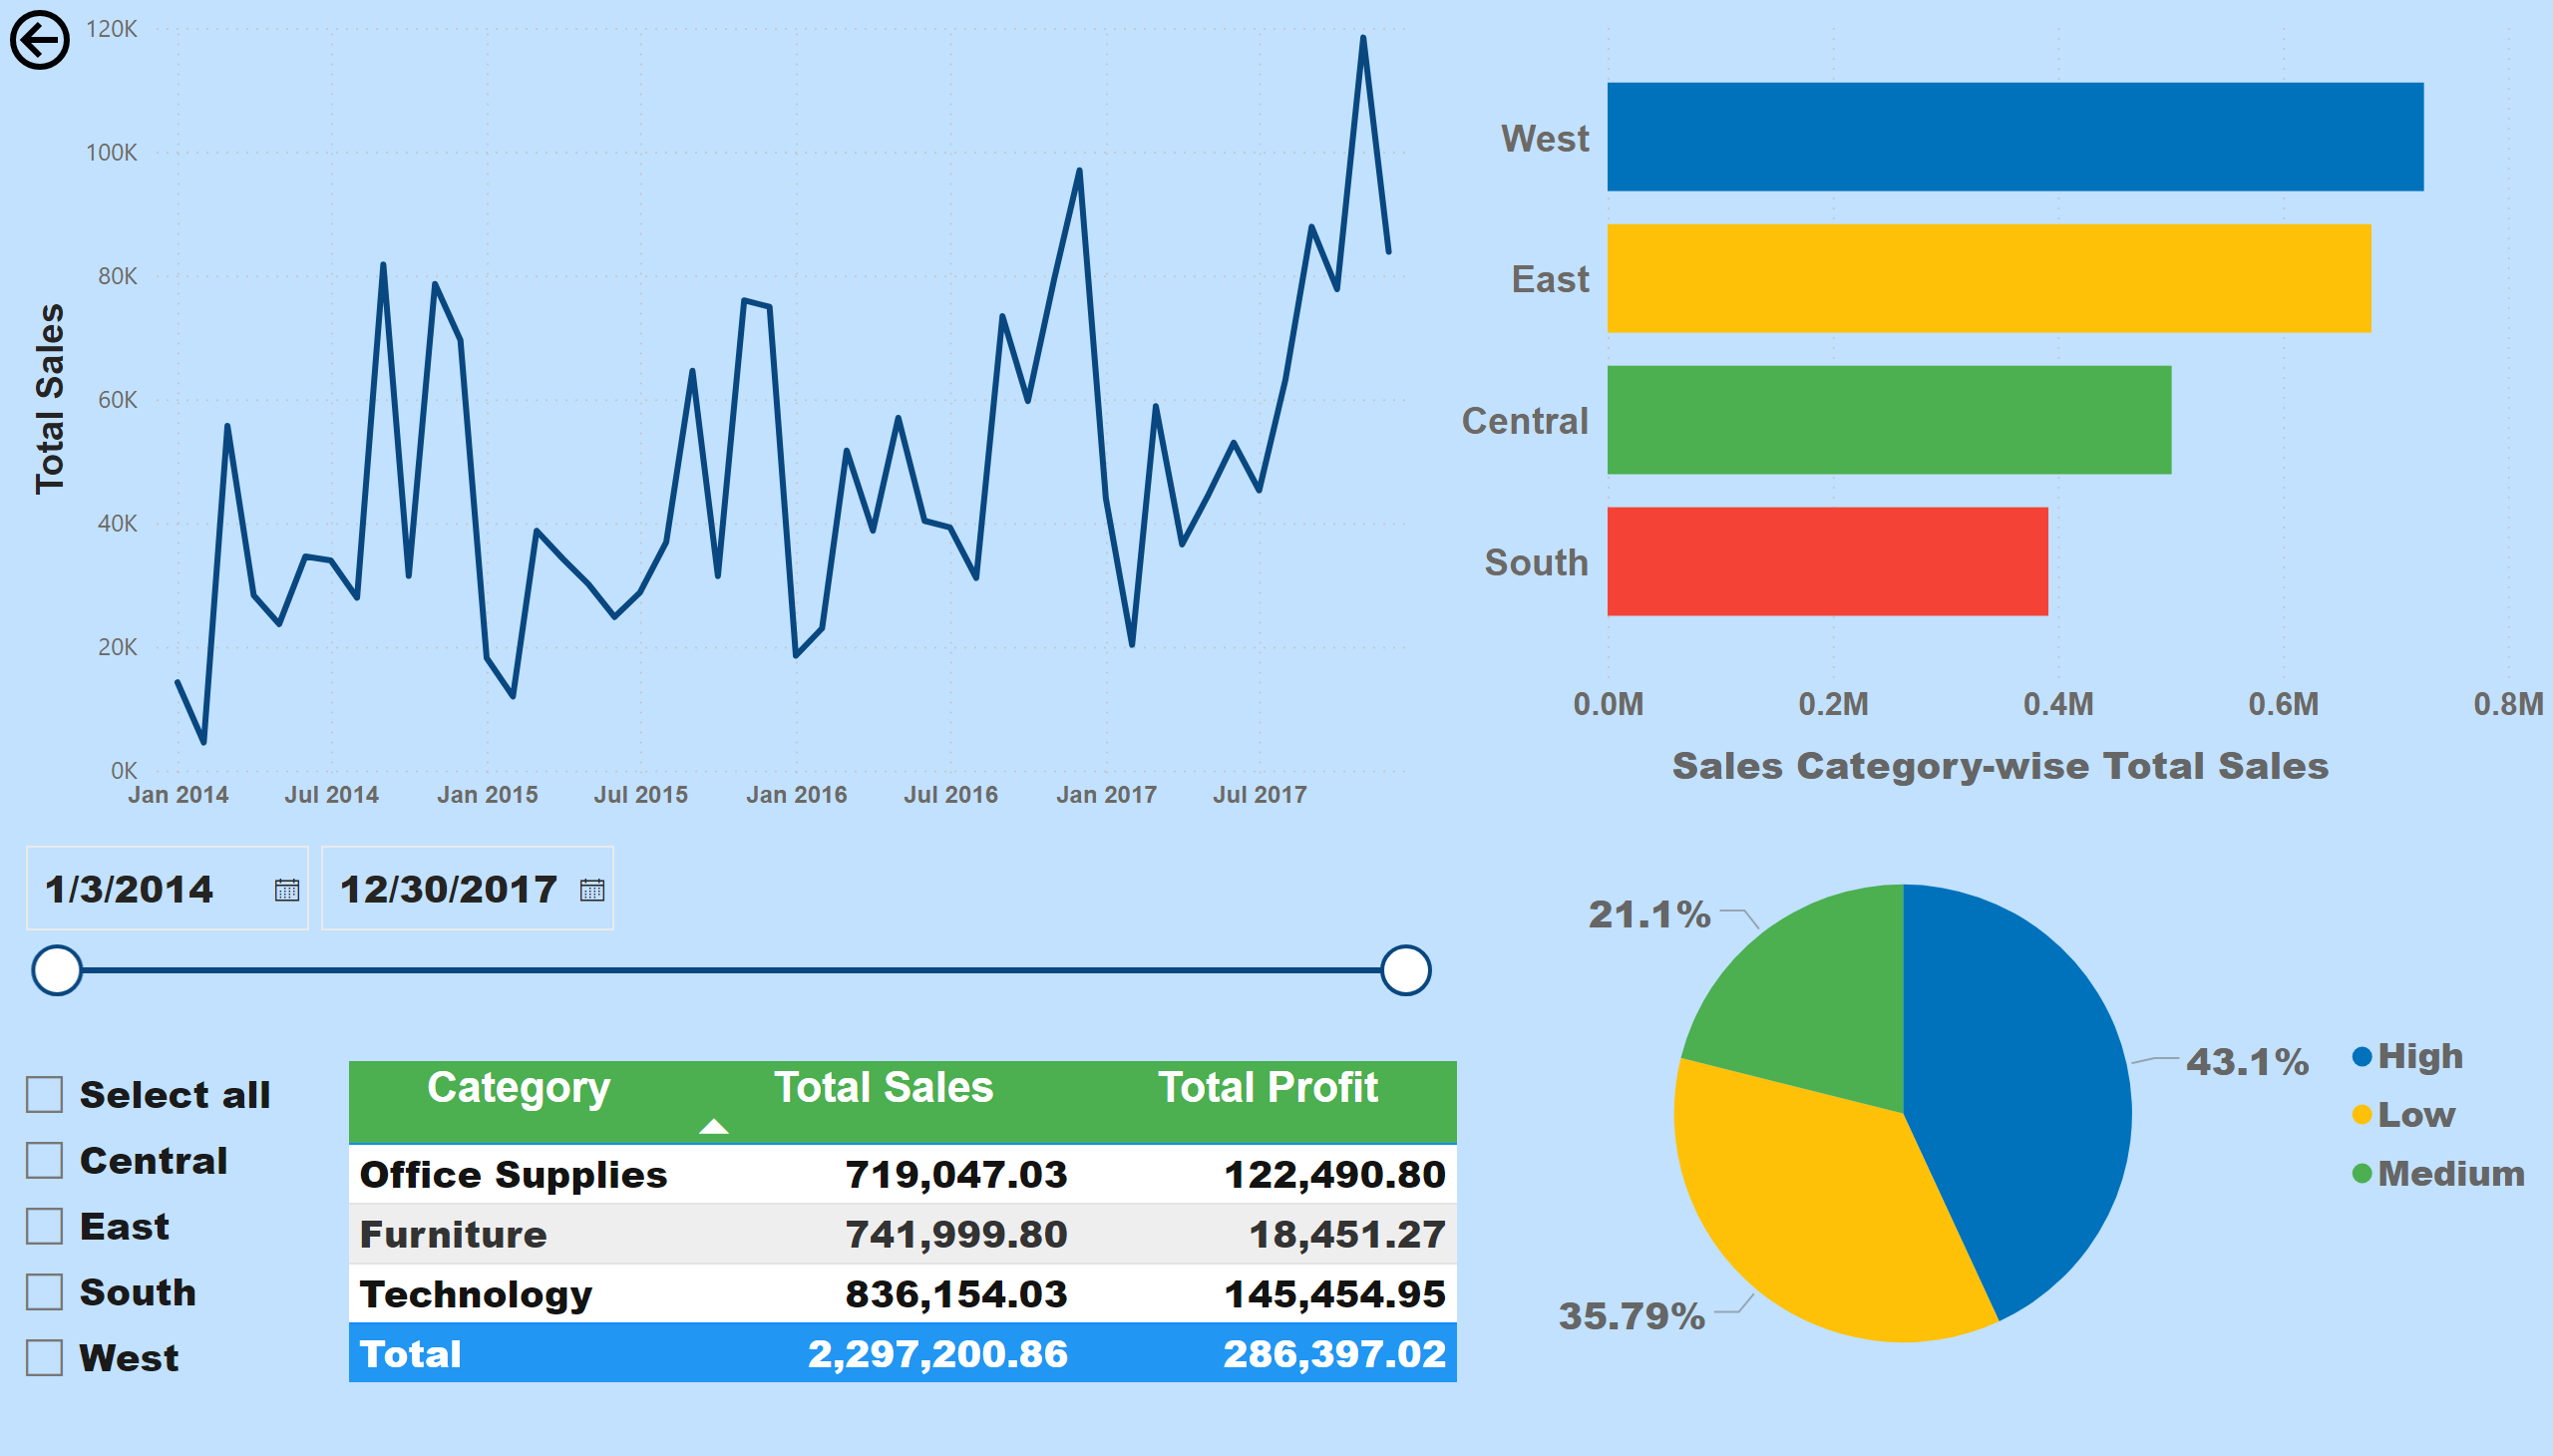 120K
100K
80K
60K
40K
20K
0K
Total Sales
Jan 2014 Jul 2014 Jan 2015 Jul 2015 Jan 2016 Jul 2016 Jan 2017 Jul 2017
West
East
Central
South
0.0M 0.2M 0.4M 0.6M 0.8M
1/3/2014 12/30/2017
Select all
Central
East
South
West
Category Total Sales Total Profit
Office Supplies 719,047.03 122,490.80
Furniture 741,999.80 18,451.27
Technology 836,154.03 145,454.95
Total 2,297,200.86 286,397.02
Sales Category-wise Total Sales
21.1%
43.1%
35.79%
High
Low
Medium